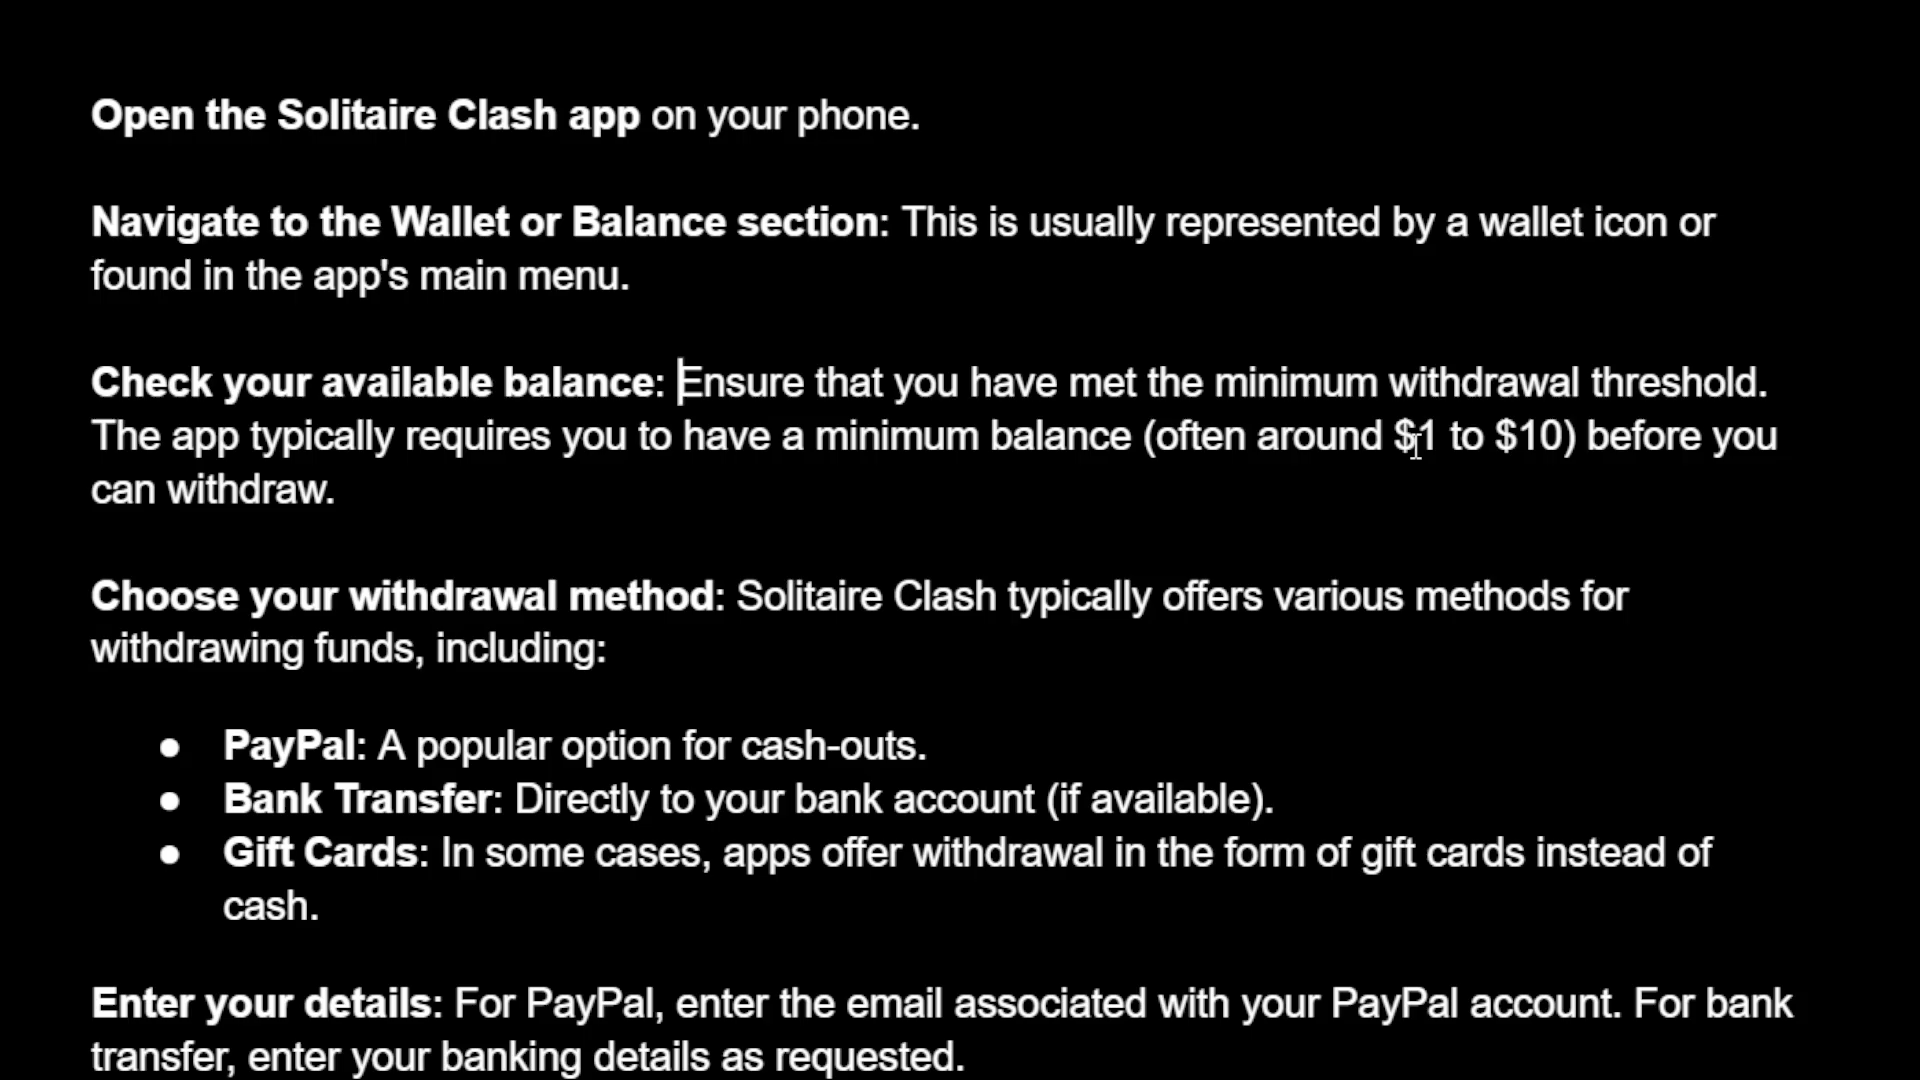 Open the Solitaire Clash app on your phone.
Navigate to the Wallet or Balance section: This is usually represented by a wallet icon or
found in the app's main menu.
Check your available balance: Ensure that you have met the minimum withdrawal threshold.
The app typically requires you to have a minimum balance (often around $1 to $10) before you
can withdraw.
Choose your withdrawal method: Solitaire Clash typically offers various methods for
withdrawing funds, including:
● PayPal: A popular option for cash-outs.
● Bank Transfer: Directly to your bank account (if available).
● Gift Cards: In some cases, apps offer withdrawal in the form of gift cards instead of
cash.
Enter your details: For PayPal, enter the email associated with your PayPal account. For bank
transfer, enter your banking details as requested.